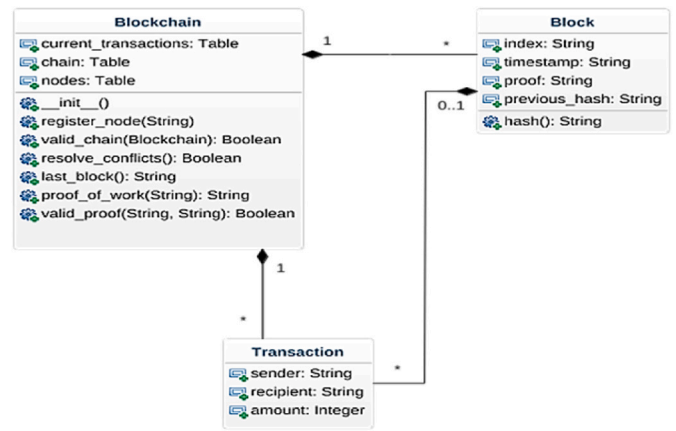 Blockchain
current_transactions: Table
chain: Table
nodes: Table
__init__()
register_node(String)
valid_chain(Blockchain): Boolean
resolve_conflicts(): Boolean
last_block(): String
proof_of_work(String): String
valid_proof(String, String): Boolean
1
*
Block
index: String
timestamp: String
proof: String
previous_hash: String
hash(): String
0..1
1
*
*
Transaction
sender: String
recipient: String
amount: Integer